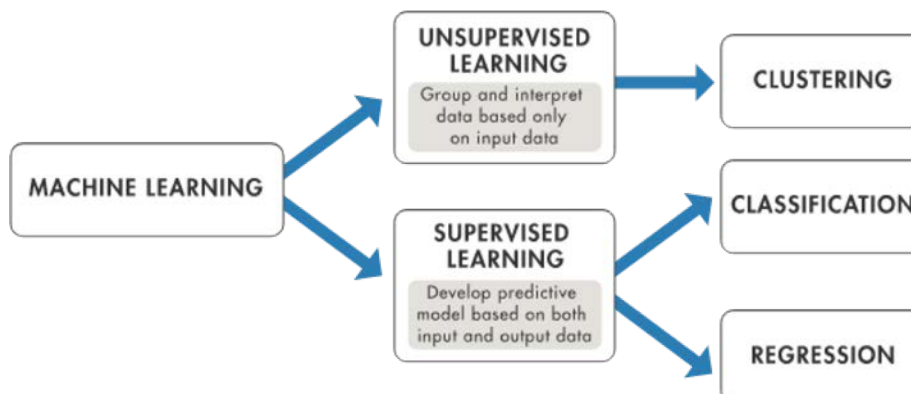 MACHINE LEARNING
UNSUPERVISED
LEARNING
Group and interpret
data based only
on input data
CLUSTERING
SUPERVISED
LEARNING
Develop predictive
model based on both
input and output data
CLASSIFICATION
REGRESSION